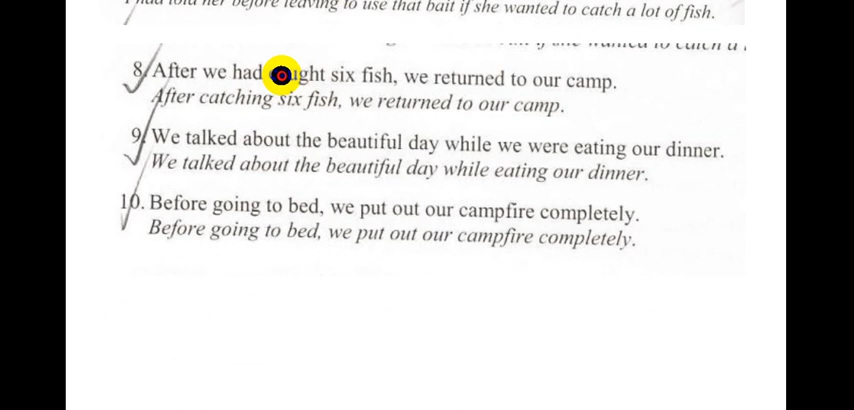 before leaving to use that bait if she wanted to catch a lot of fish.
8. After we had six fish, we returned to our camp.
After catching six fish, we returned to our camp.
9. We talked about the beautiful day while we were eating our dinner.
We talked about the beautiful day while eating our dinner.
10. Before going to bed, we put out our campfire completely.
Before going to bed, we put out our campfire completely.